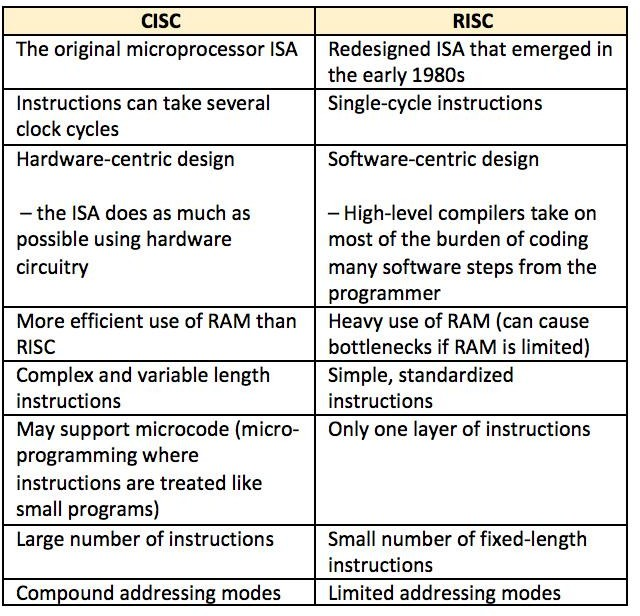 CISC
RISC
The original microprocessor ISA
Redesigned ISA that emerged in
the early 1980s
Instructions can take several
clock cycles
Single-cycle instructions
Hardware-centric design
– the ISA does as much as
possible using hardware
circuitry
Software-centric design
– High-level compilers take on
most of the burden of coding
many software steps from the
programmer
More efficient use of RAM than
RISC
Heavy use of RAM (can cause
bottlenecks if RAM is limited)
Complex and variable length
instructions
Simple, standardized
instructions
May support microcode (micro-
programming where
instructions are treated like
small programs)
Only one layer of instructions
Large number of instructions
Small number of fixed-length
instructions
Compound addressing modes
Limited addressing modes